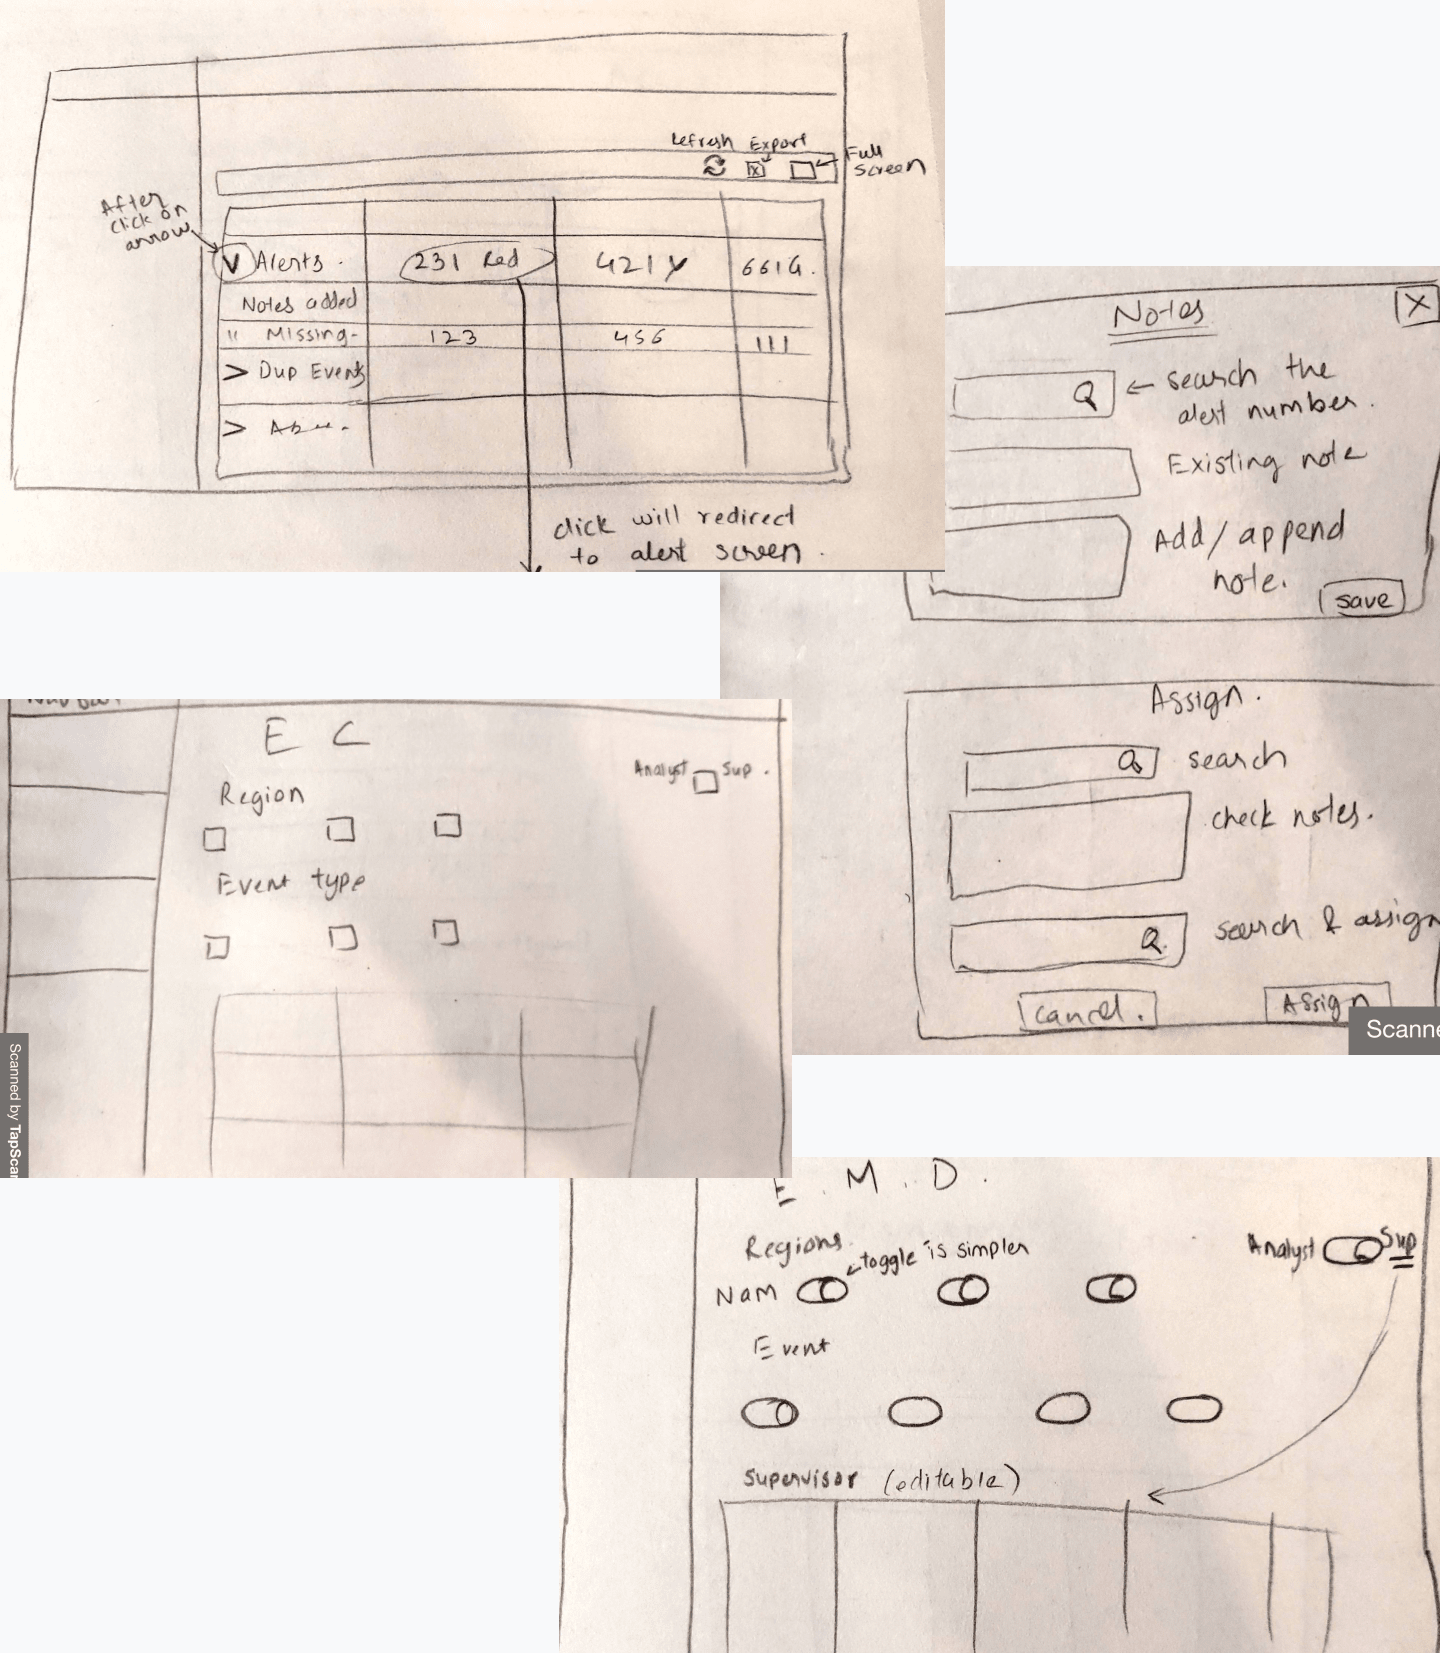 Refresh Export
Full
screen
After
click on
arrow
Alerts.
231 Red
421 Y
661 G.
Notes added
" Missing-
123
456
111
> Dup Events
>
click will redirect
to alert screen.
Notes
X
search the
alert number.
Existing note
Add/append
note.
save
Assign.
search
check notes.
search & assign
cancel.
Assign
Scanne
Nav bar
E C
Analyst Sup.
Region
Event type
Scanned by TapScan
E. M. D.
Regions
toggle is simpler
Analyst Sup
Nam
Event
Supervisor (editable)